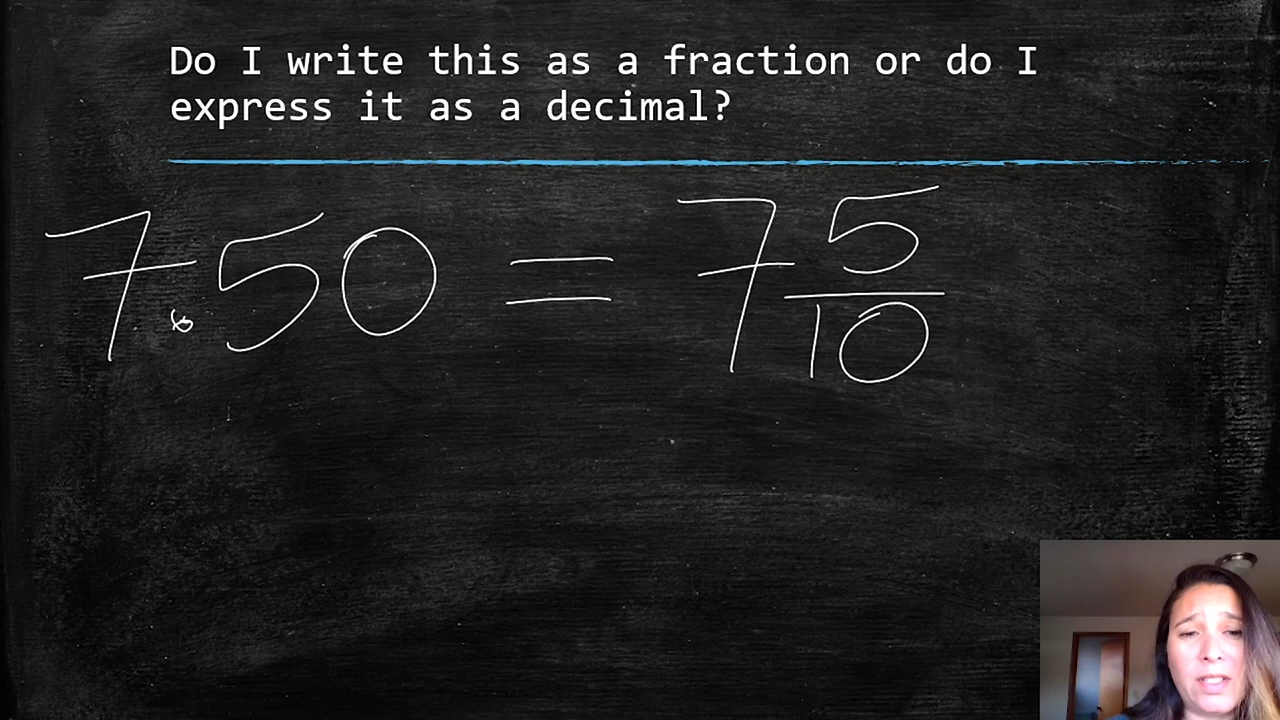 Do I write this as a fraction or do I
express it as a decimal?
7.50 = 7 5/10